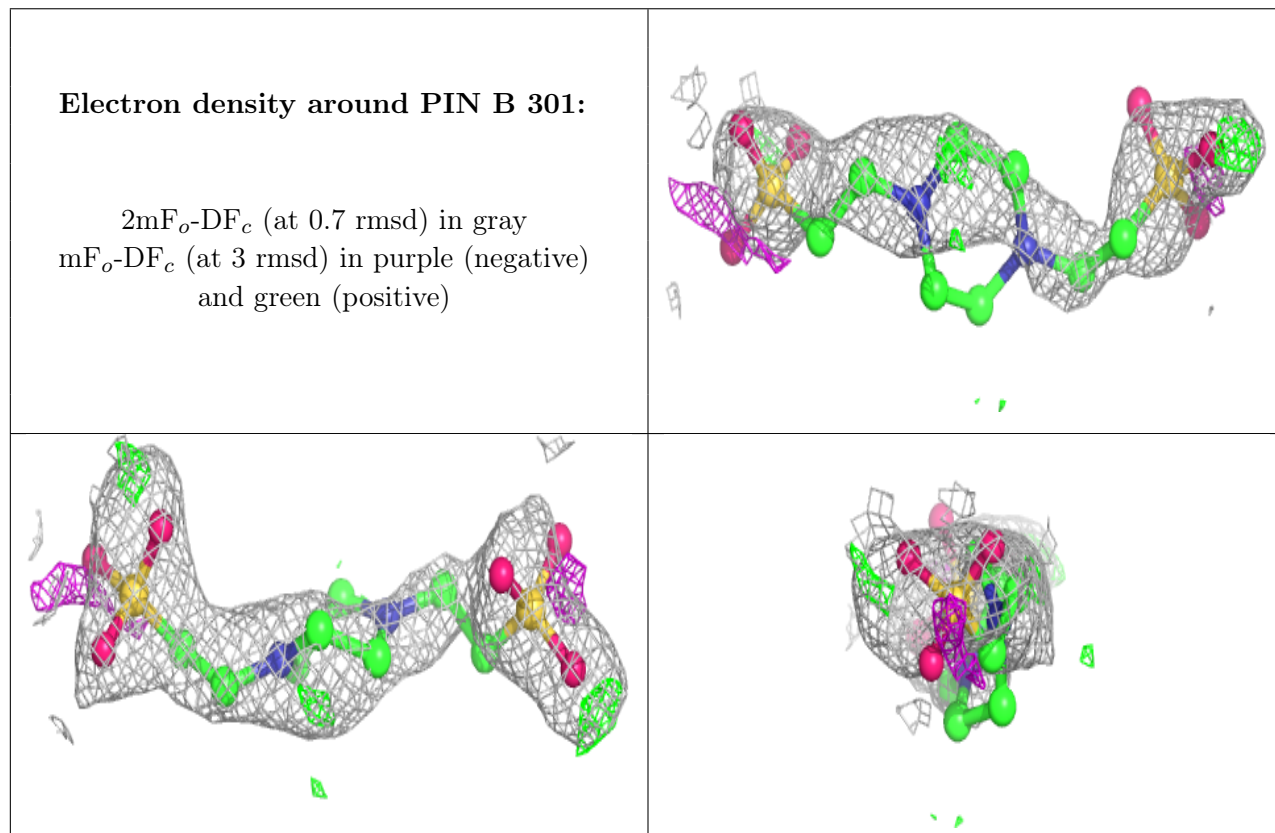 Electron density around PIN B 301:
2mFo-DFc (at 0.7 rmsd) in gray
mFo-DFc (at 3 rmsd) in purple (negative)
and green (positive)